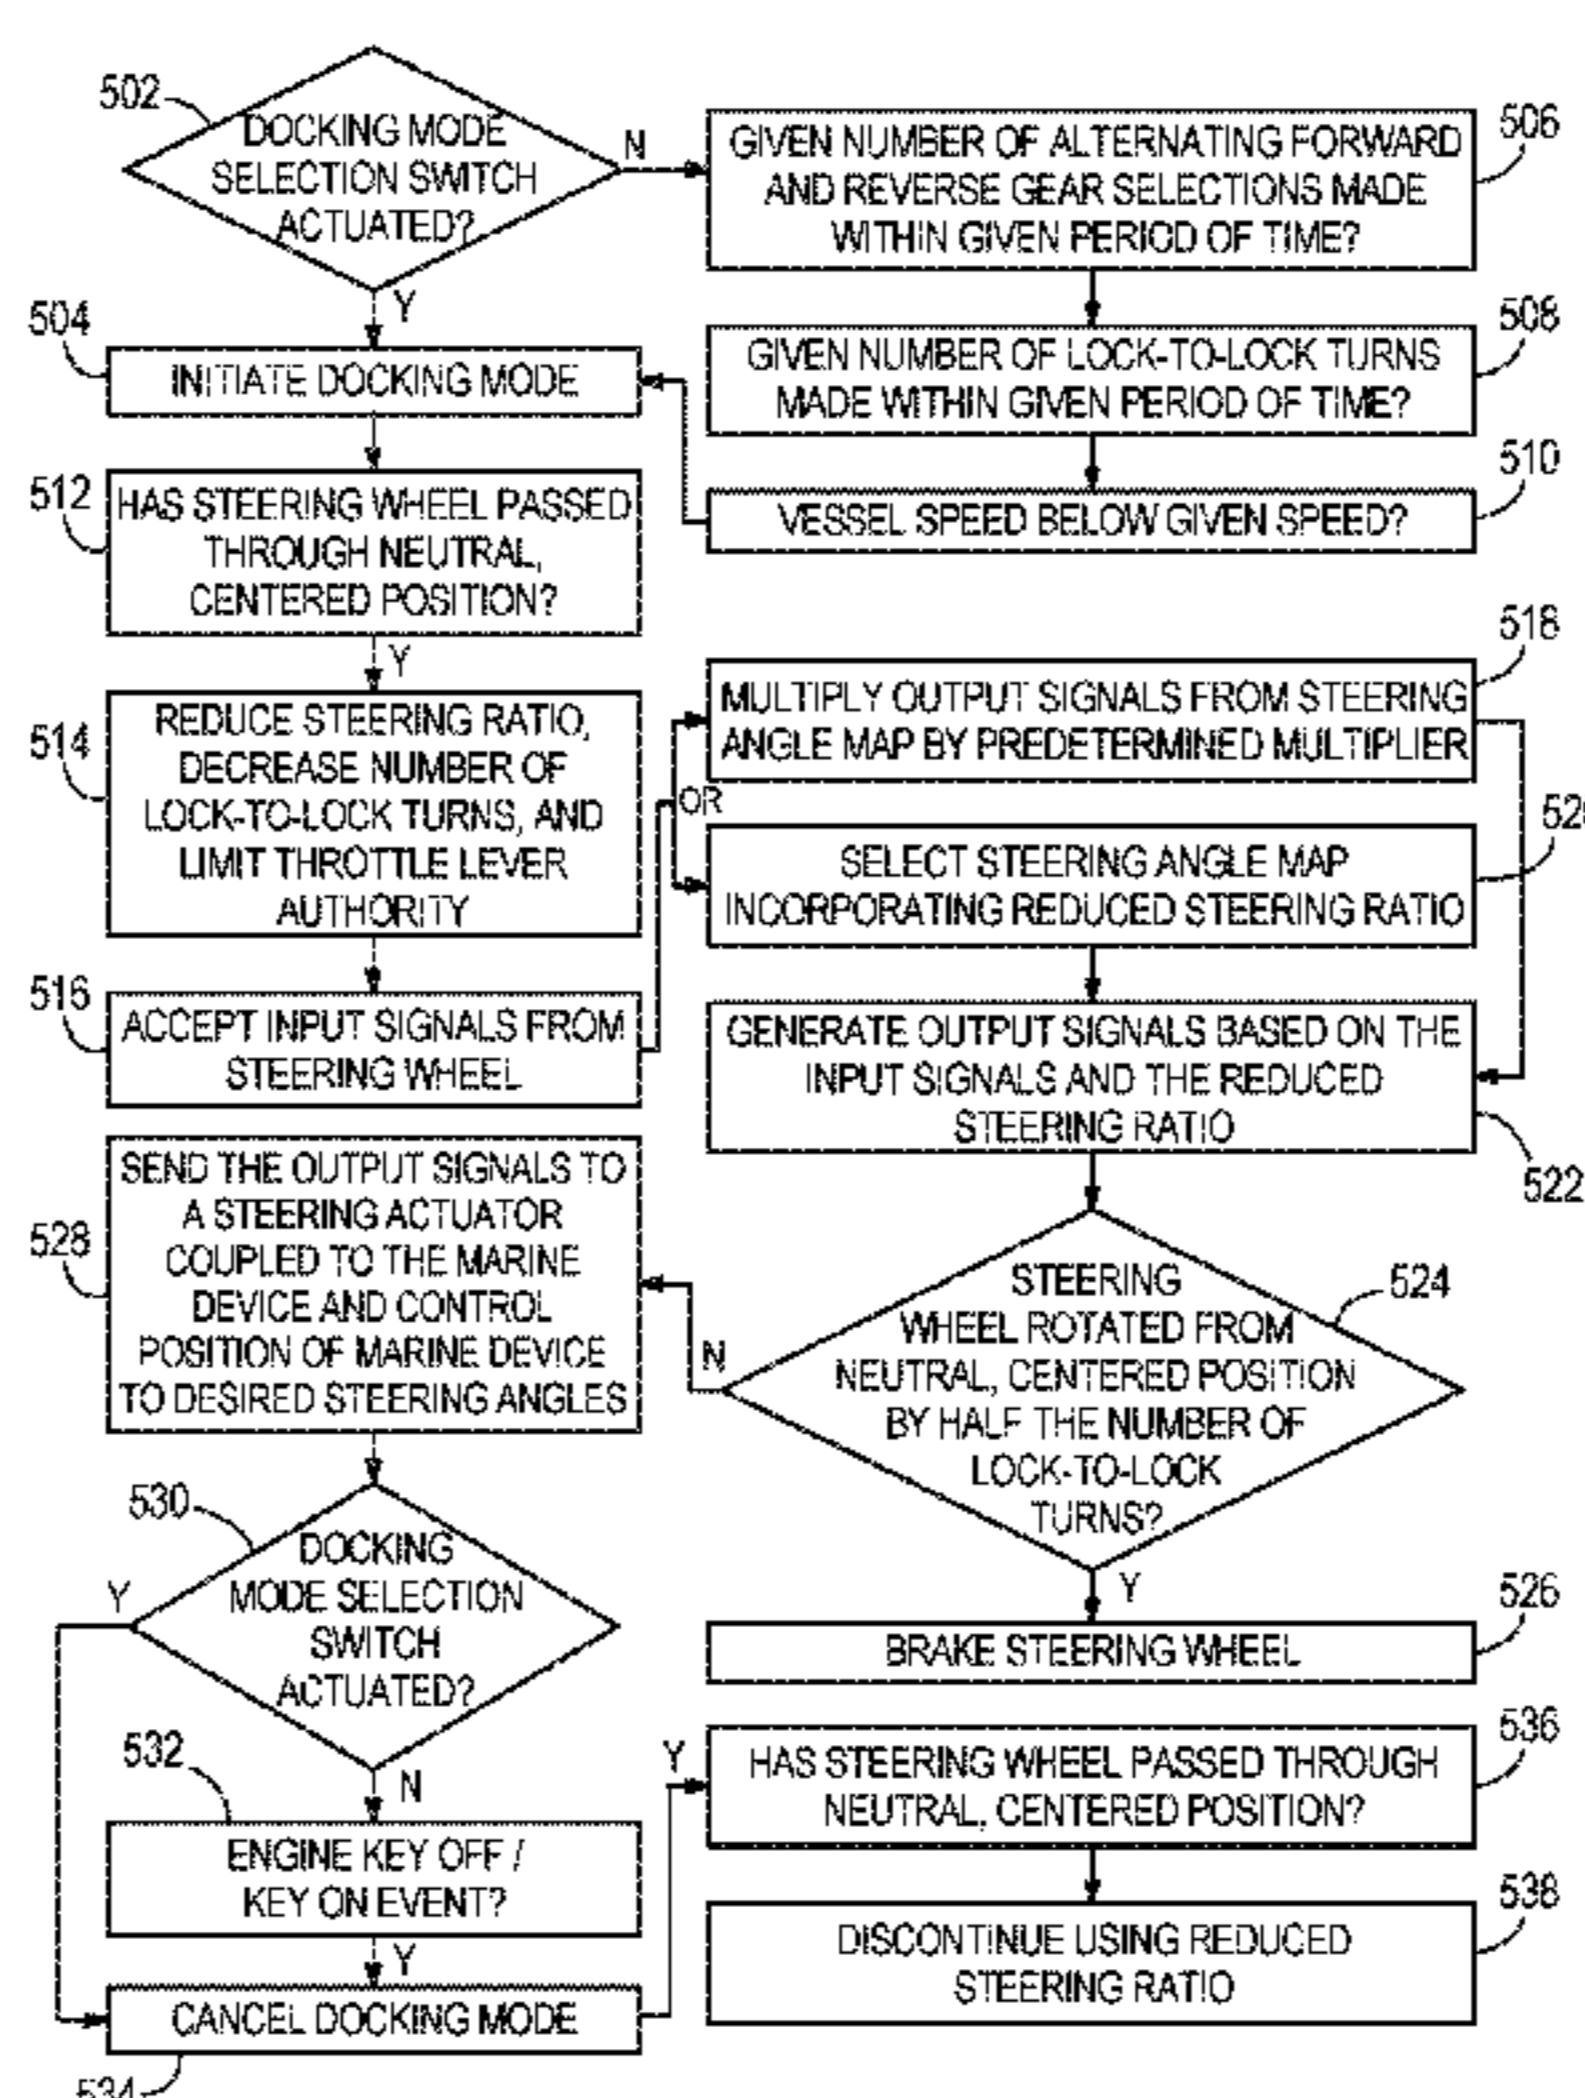 502
DOCKING MODE
SELECTION SWITCH
ACTUATED?
N
Y
506
GIVEN NUMBER OF ALTERNATING FORWARD
AND REVERSE GEAR SELECTIONS MADE
WITHIN GIVEN PERIOD OF TIME?
504
INITIATE DOCKING MODE
508
GIVEN NUMBER OF LOCK-TO-LOCK TURNS
MADE WITHIN GIVEN PERIOD OF TIME?
510
VESSEL SPEED BELOW GIVEN SPEED?
512
HAS STEERING WHEEL PASSED
THROUGH NEUTRAL,
CENTERED POSITION?
Y
514
REDUCE STEERING RATIO,
DECREASE NUMBER OF
LOCK-TO-LOCK TURNS, AND
LIMIT THROTTLE LEVER
AUTHORITY
516
ACCEPT INPUT SIGNALS FROM
STEERING WHEEL
OR
518
MULTIPLY OUTPUT SIGNALS FROM STEERING
ANGLE MAP BY PREDETERMINED MULTIPLIER
SELECT STEERING ANGLE MAP
INCORPORATING REDUCED STEERING RATIO
GENERATE OUTPUT SIGNALS BASED ON THE
INPUT SIGNALS AND THE REDUCED
STEERING RATIO
522
524
STEERING
WHEEL ROTATED FROM
NEUTRAL, CENTERED POSITION
BY HALF THE NUMBER OF
LOCK-TO-LOCK
TURNS?
N
Y
526
BRAKE STEERING WHEEL
528
SEND THE OUTPUT SIGNALS TO
A STEERING ACTUATOR
COUPLED TO THE MARINE
DEVICE AND CONTROL
POSITION OF MARINE DEVICE
TO DESIRED STEERING ANGLES
530
DOCKING
MODE SELECTION
SWITCH
ACTUATED?
Y
N
532
ENGINE KEY OFF /
KEY ON EVENT?
Y
CANCEL DOCKING MODE
534
Y
536
HAS STEERING WHEEL PASSED THROUGH
NEUTRAL, CENTERED POSITION?
538
DISCONTINUE USING REDUCED
STEERING RATIO